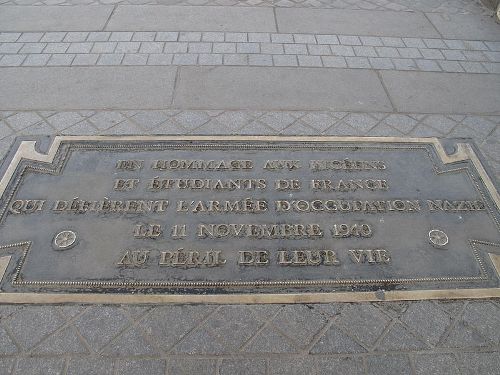 EN HOMMAGE AUX LYCÉENS
ET ÉTUDIANTS DE FRANCE
QUI DÉFIÈRENT L'ARMÉE D'OCCUPATION NAZIE
LE 11 NOVEMBRE 1940
AU PÉRIL DE LEUR VIE